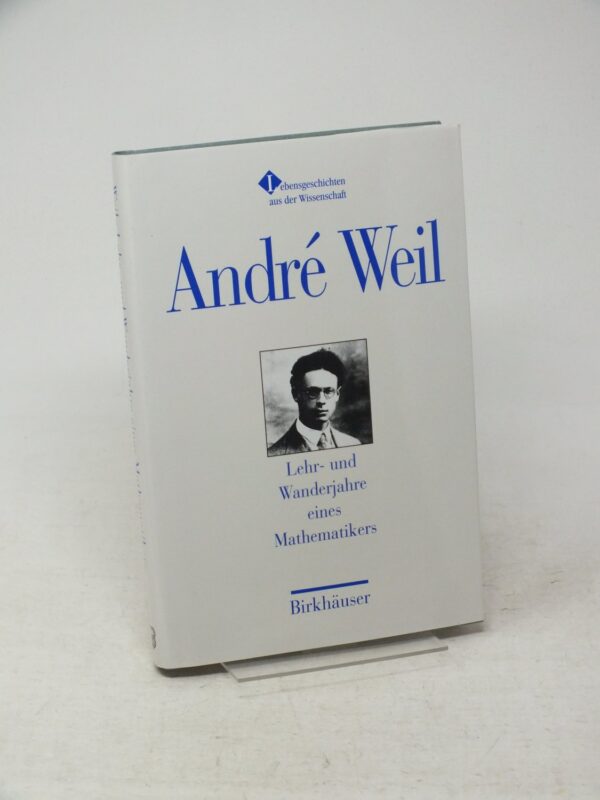 Lebensgeschichten
aus der Wissenschaft
André Weil
Lehr- und
Wanderjahre
eines
Mathematikers
Birkhäuser